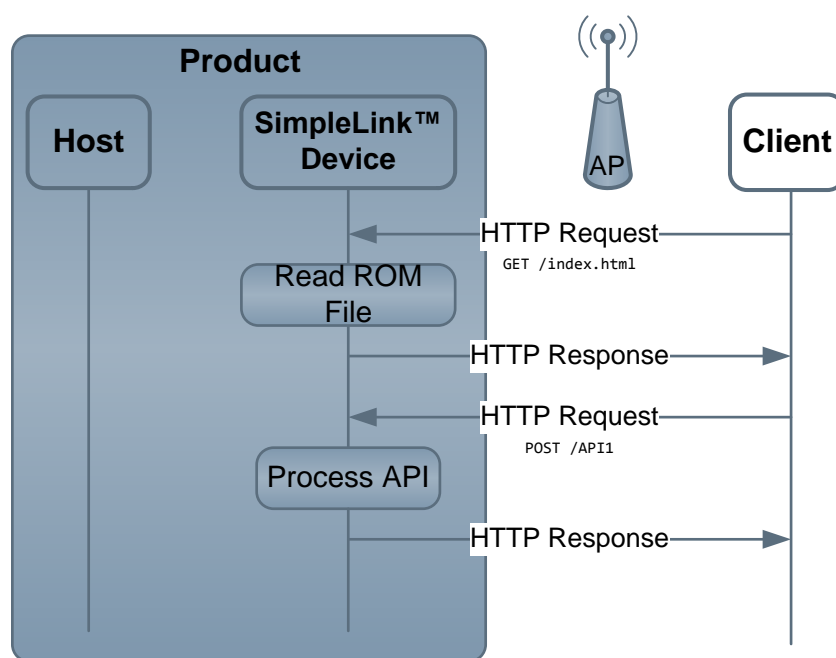 Product
Host
SimpleLink™
Device
AP
Client
HTTP Request
GET /index.html
Read ROM
File
HTTP Response
HTTP Request
POST /API1
Process API
HTTP Response